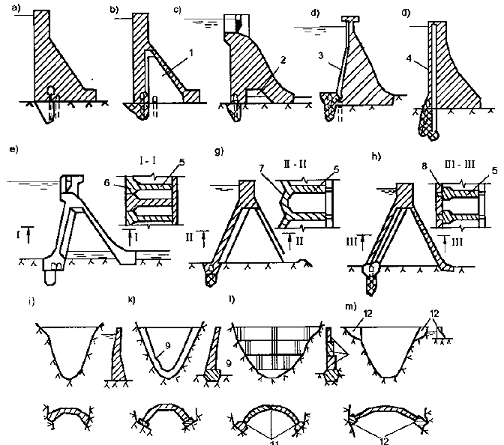 a) b) c) d) d)
1 2 3 4
e) I - I 5 g) II - II 5 h) III - III 5
6 7 8
I I II II III III
i) k) l) m)
9 9 12 12
11 12